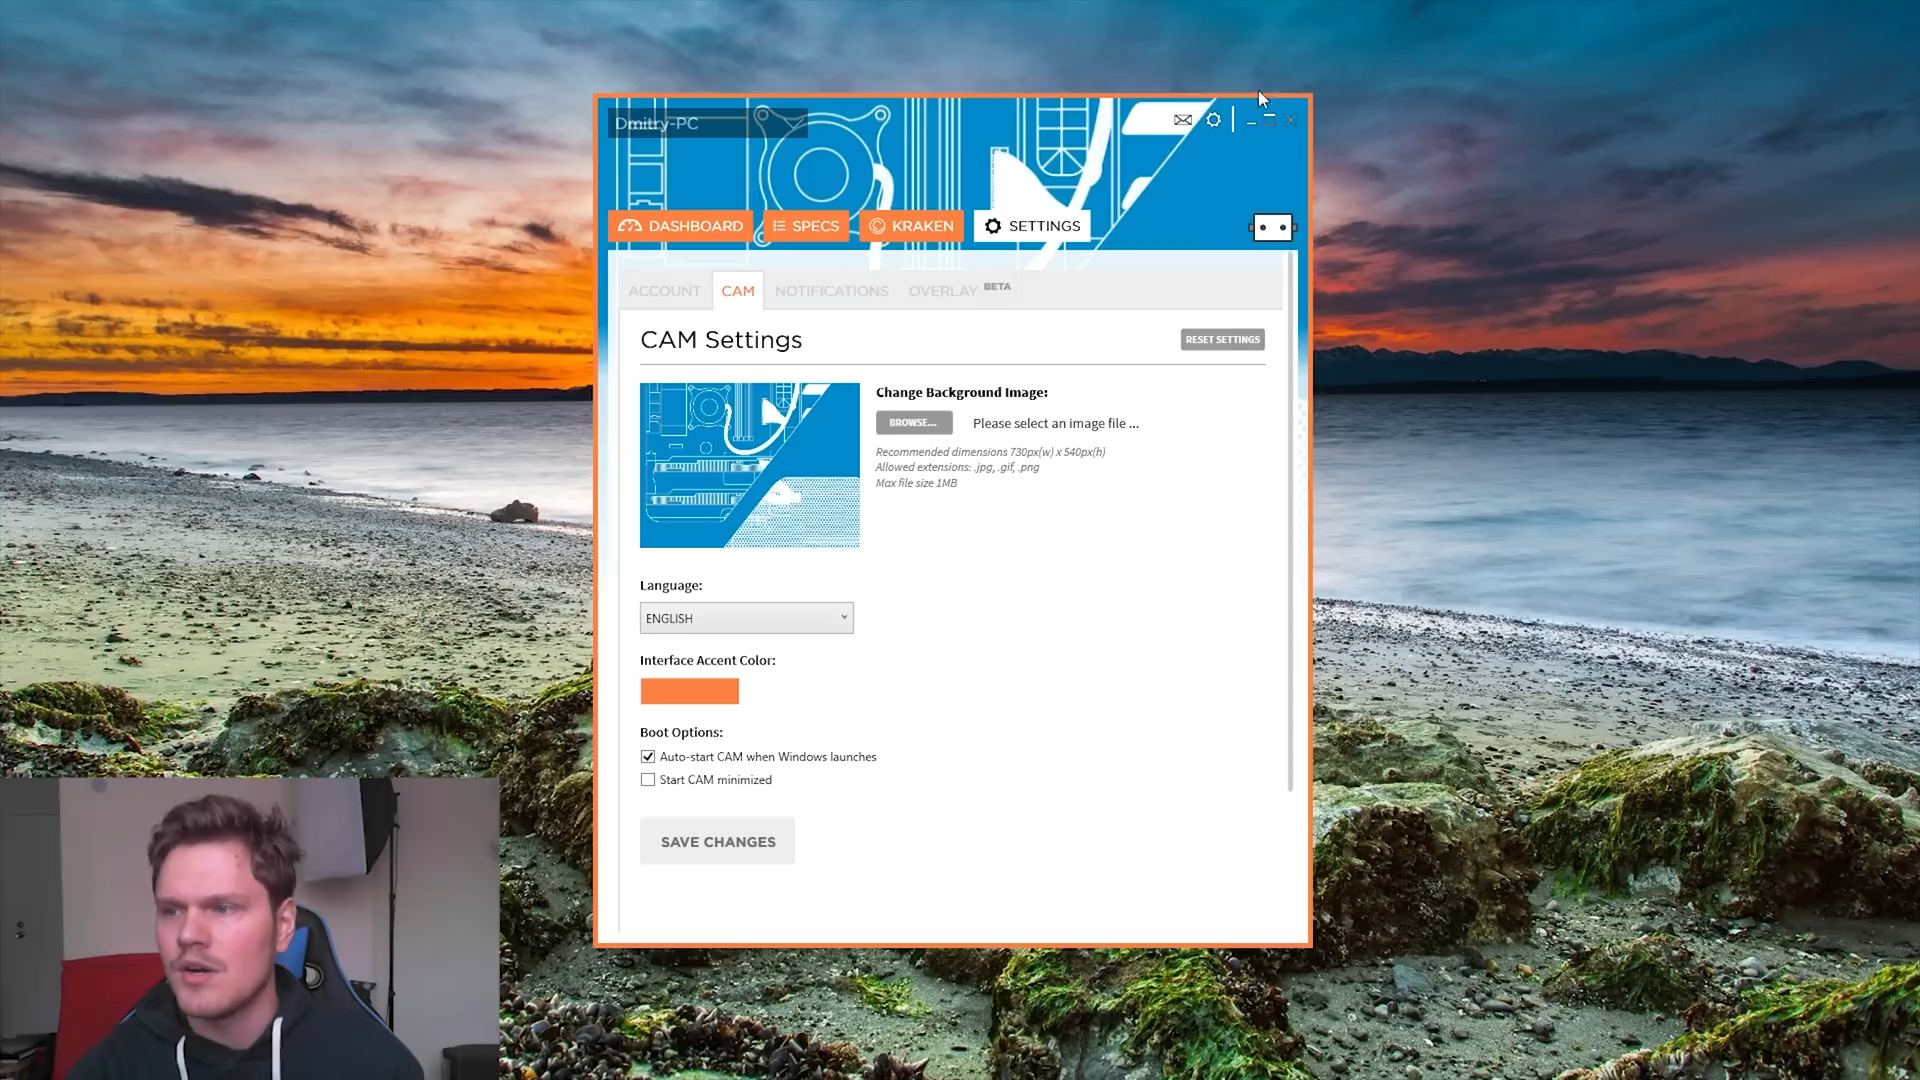 Dmitry-PC
DASHBOARD
SPECS
KRAKEN
SETTINGS
ACCOUNT
CAM
NOTIFICATIONS
OVERLAY BETA
CAM Settings
RESET SETTINGS
Change Background Image:
BROWSE...
Please select an image file ...
Recommended dimensions 730px(w) x 540px(h)
Allowed extensions: .jpg, .gif, .png
Max file size 1MB
Language:
ENGLISH
Interface Accent Color:
Boot Options:
Auto-start CAM when Windows launches
Start CAM minimized
SAVE CHANGES